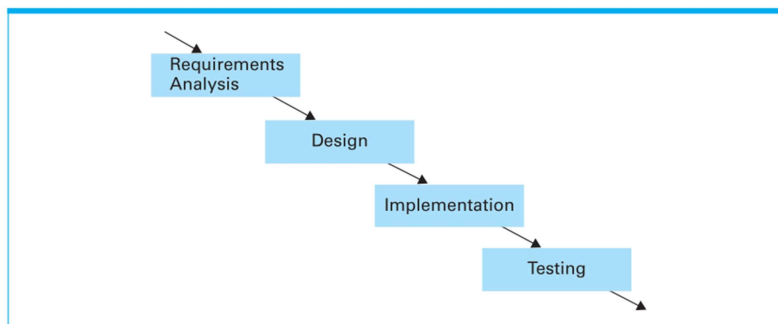 Requirements
Analysis
Design
Implementation
Testing